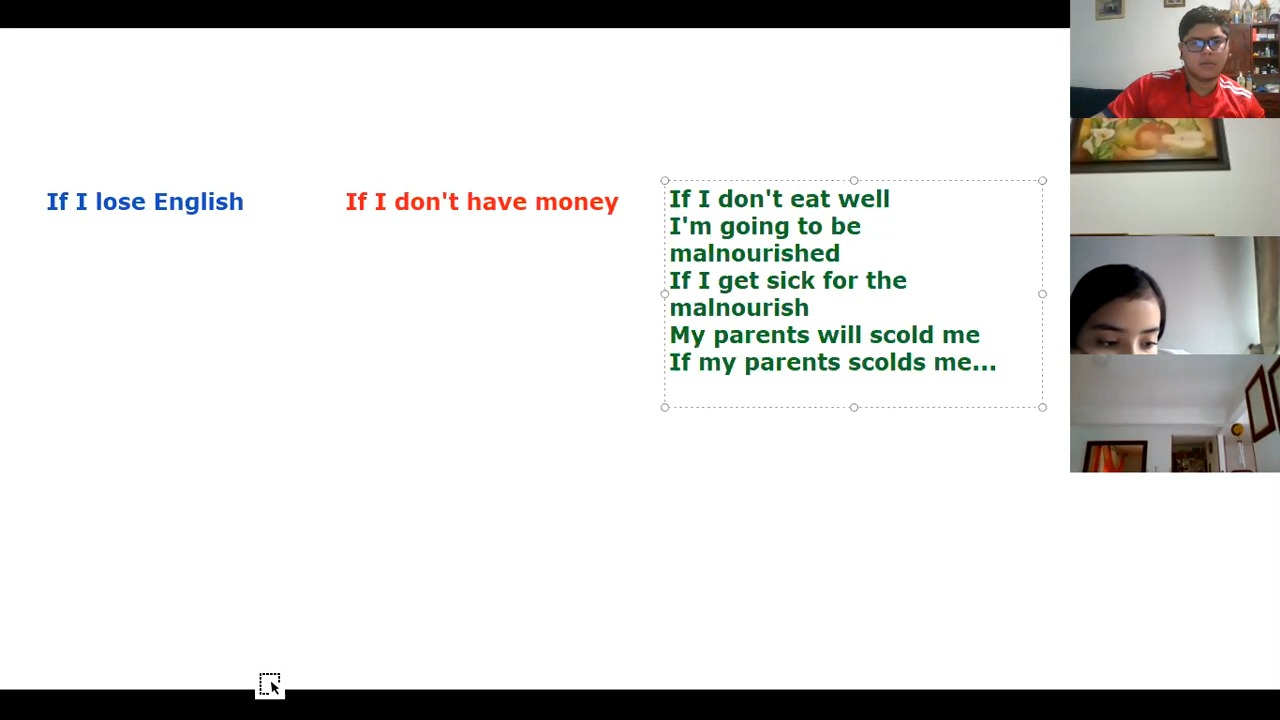 If I lose English
If I don't have money
If I don't eat well
I'm going to be
malnourished
If I get sick for the
malnourish
My parents will scold me
If my parents scolds me...